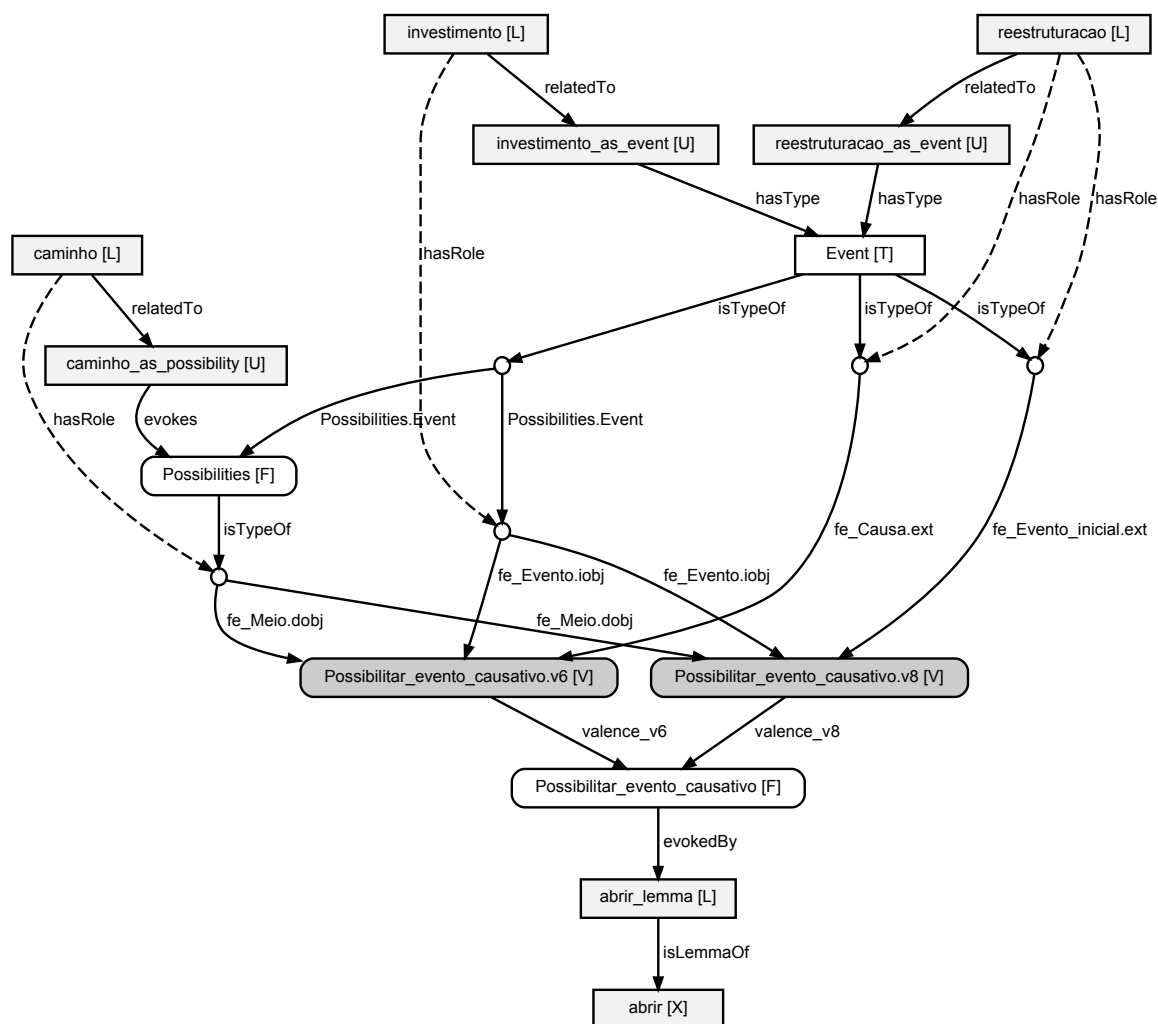 investimento [L]
reestruturacao [L]
relatedTo
relatedTo
investimento_as_event [U]
reestruturacao_as_event [U]
hasType
hasType
hasRole
hasRole
caminho [L]
hasRole
Event [T]
relatedTo
isTypeOf
isTypeOf
isTypeOf
caminho_as_possibility [U]
hasRole
evokes
Possibilities.Event
Possibilities.Event
Possibilities [F]
isTypeOf
fe_Causa.ext
fe_Evento_inicial.ext
fe_Evento.iobj
fe_Evento.iobj
fe_Meio.dobj
fe_Meio.dobj
Possibilitar_evento_causativo.v6 [V]
Possibilitar_evento_causativo.v8 [V]
valence_v6
valence_v8
Possibilitar_evento_causativo [F]
evokedBy
abrir_lemma [L]
isLemmaOf
abrir [X]